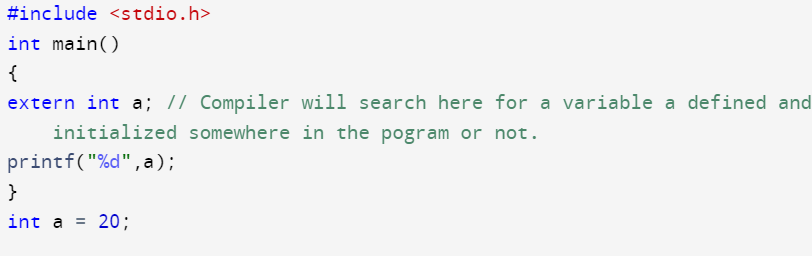 #include <stdio.h>
int main()
{
extern int a; // Compiler will search here for a variable a defined and
initialized somewhere in the pogram or not.
printf("%d",a);
}
int a = 20;